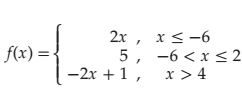 2x , x ≤ −6
f(x) = { 5 , −6 < x ≤ 2
−2x + 1 , x > 4